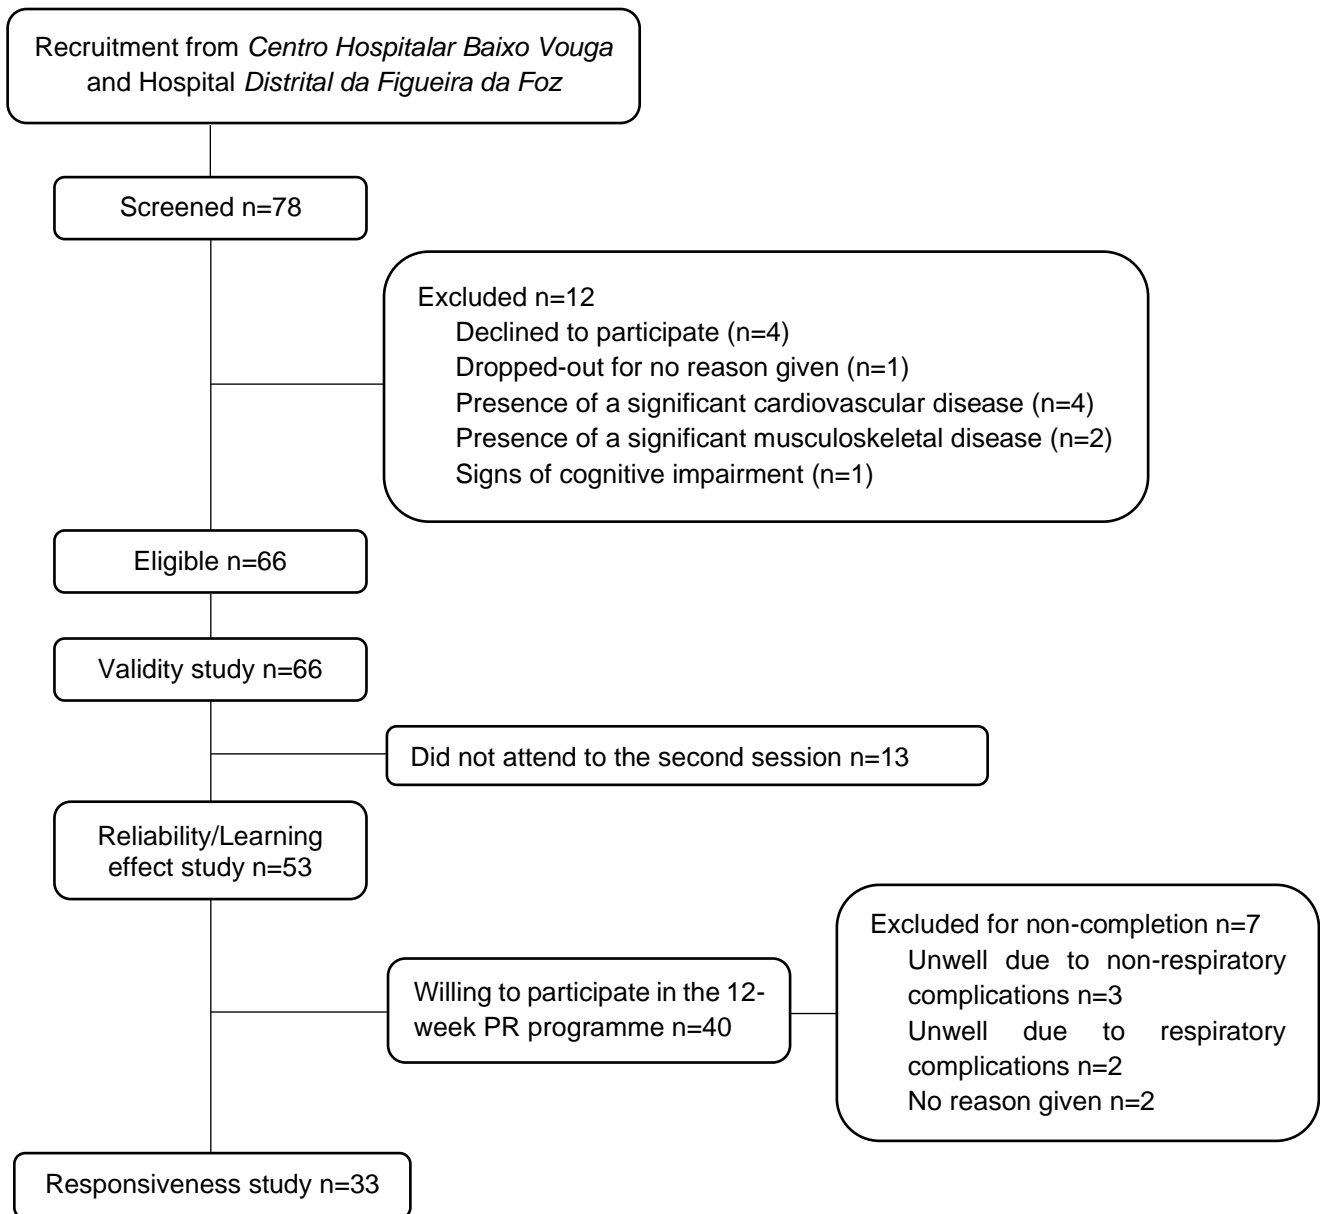 Recruitment from Centro Hospitalar Baixo Vouga
and Hospital Distrital da Figueira da Foz
Screened n=78
Excluded n=12
Declined to participate (n=4)
Dropped-out for no reason given (n=1)
Presence of a significant cardiovascular disease (n=4)
Presence of a significant musculoskeletal disease (n=2)
Signs of cognitive impairment (n=1)
Eligible n=66
Validity study n=66
Did not attend to the second session n=13
Reliability/Learning
effect study n=53
Willing to participate in the 12-
week PR programme n=40
Excluded for non-completion n=7
Unwell due to non-respiratory
complications n=3
Unwell due to respiratory
complications n=2
No reason given n=2
Responsiveness study n=33